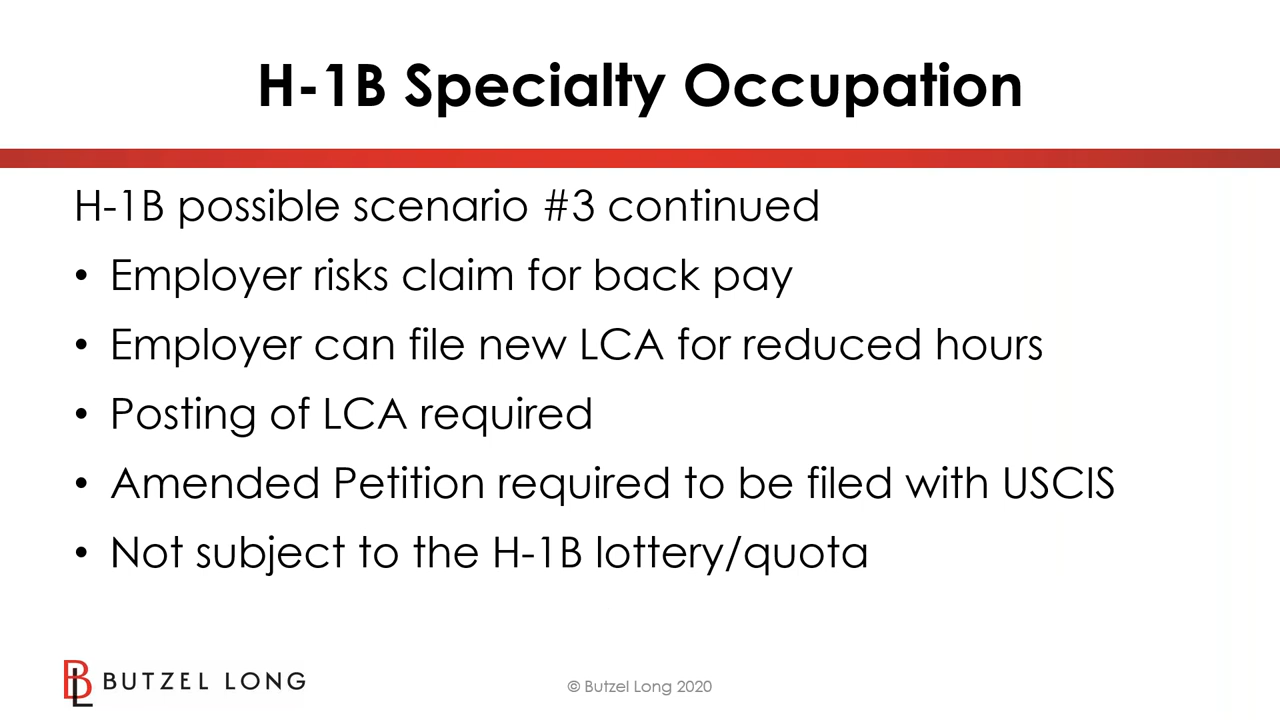 H-1B Specialty Occupation
H-1B possible scenario #3 continued
• Employer risks claim for back pay
• Employer can file new LCA for reduced hours
• Posting of LCA required
• Amended Petition required to be filed with USCIS
• Not subject to the H-1B lottery/quota
BL BUTZEL LONG
© Butzel Long 2020